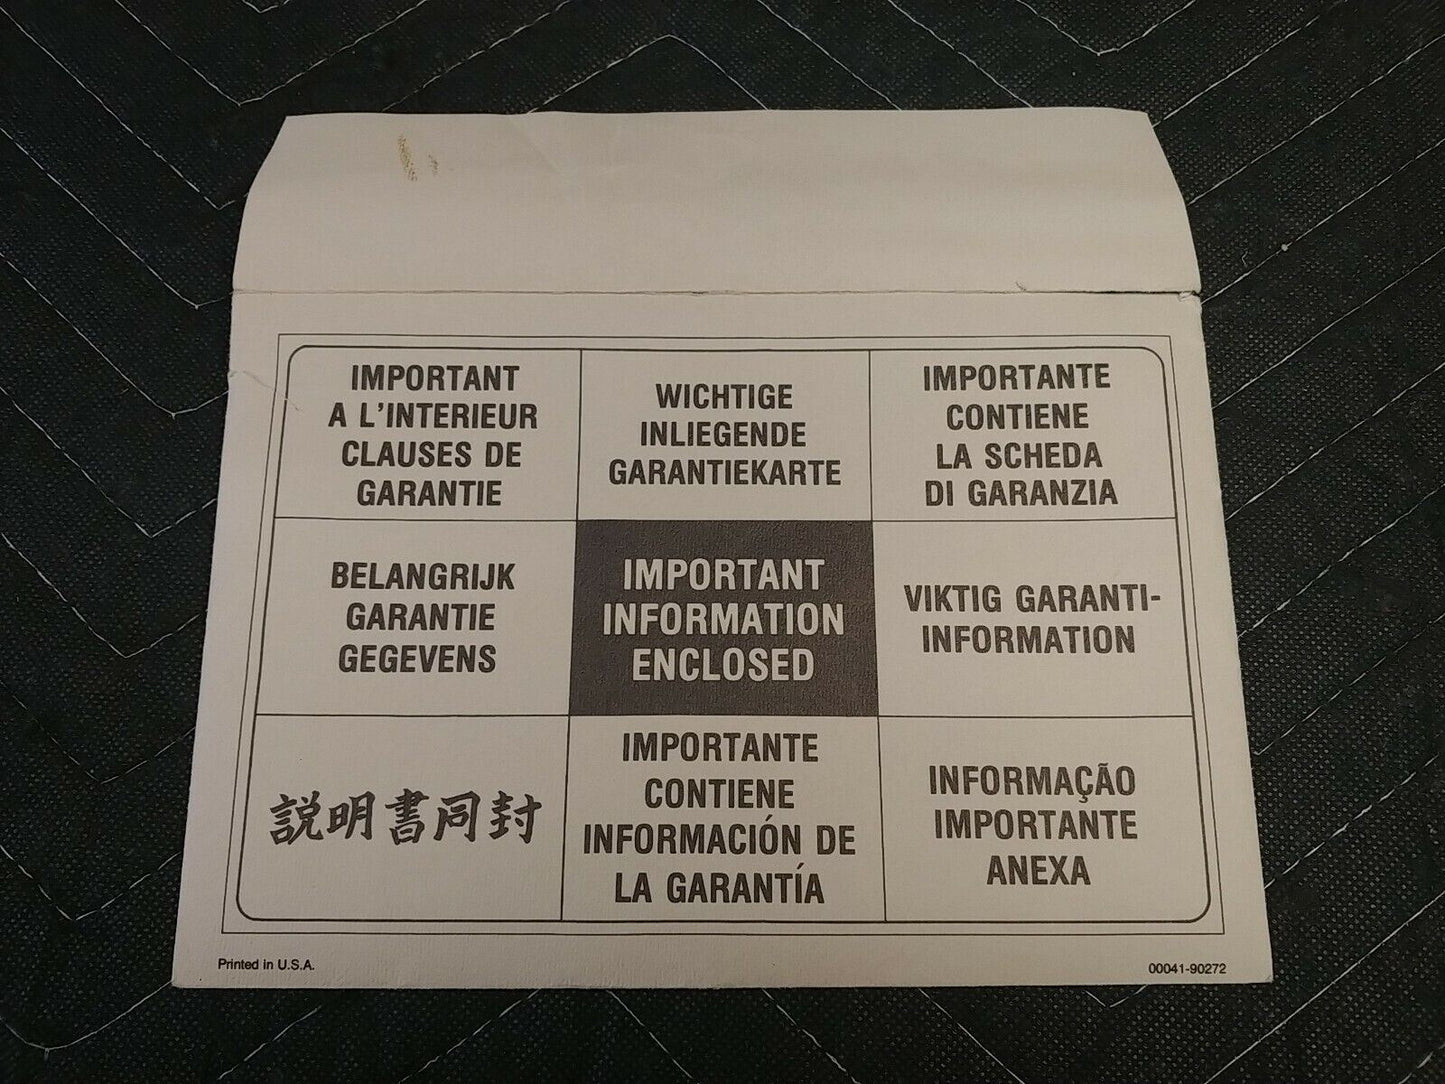 IMPORTANT
A L'INTERIEUR
CLAUSES DE
GARANTIE
WICHTIGE
INLIEGENDE
GARANTIEKARTE
IMPORTANTE
CONTIENE
LA SCHEDA
DI GARANZIA
BELANGRIJK
GARANTIE
GEGEVENS
IMPORTANT
INFORMATION
ENCLOSED
VIKTIG GARANTI-
INFORMATION
説明書同封
IMPORTANTE
CONTIENE
INFORMACIÓN DE
LA GARANTÍA
INFORMAÇÃO
IMPORTANTE
ANEXA
Printed in U.S.A.
00041-90272